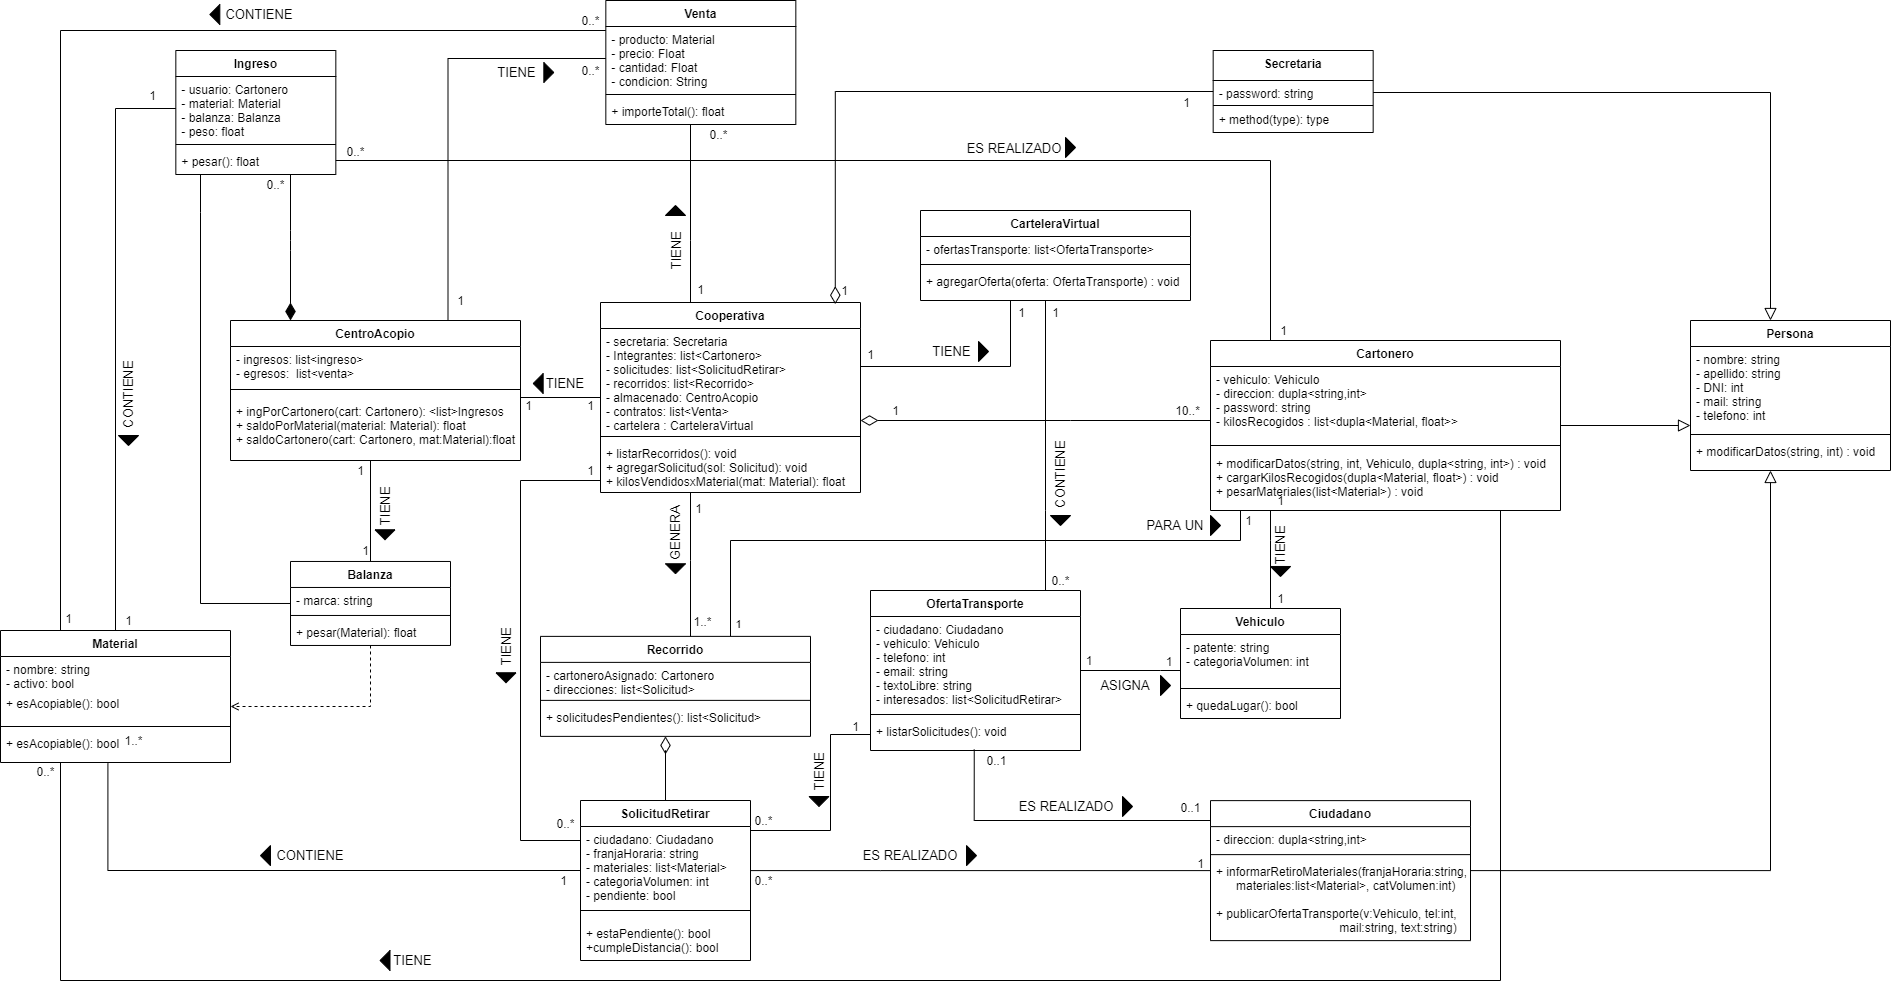 CONTIENE
0..*
Venta
- producto: Material
- precio: Float
- cantidad: Float
- condicion: String
+ importeTotal(): float
0..*
TIENE
0..*
Ingreso
- usuario: Cartonero
- material: Material
- balanza: Balanza
- peso: float
+ pesar(): float
1
0..*
0..*
Secretaria
- password: string
+ method(type): type
1
ES REALIZADO
TIENE
1
1
CarteleraVirtual
- ofertasTransporte: list<OfertaTransporte>
+ agregarOferta(oferta: OfertaTransporte) : void
1
1
1
CentroAcopio
- ingresos: list<ingreso>
- egresos:  list<venta>
+ ingPorCartonero(cart: Cartonero): <list>Ingresos
+ saldoPorMaterial(material: Material): float
+ saldoCartonero(cart: Cartonero, mat:Material):float
TIENE
1
1
Cooperativa
- secretaria: Secretaria
- Integrantes: list<Cartonero>
- solicitudes: list<SolicitudRetirar>
- recorridos: list<Recorrido>
- almacenado: CentroAcopio
- contratos: list<Venta>
- cartelera : CarteleraVirtual
+ listarRecorridos(): void
+ agregarSolicitud(sol: Solicitud): void
+ kilosVendidosxMaterial(mat: Material): float
TIENE
1
1
10..*
1
Cartonero
- vehiculo: Vehiculo
- direccion: dupla<string,int>
- password: string
- kilosRecogidos : list<dupla<Material, float>>
+ modificarDatos(string, int, Vehiculo, dupla<string, int>) : void
+ cargarKilosRecogidos(dupla<Material, float>) : void
+ pesarMateriales(list<Material>) : void
1
Persona
- nombre: string
- apellido: string
- DNI: int
- mail: string
- telefono: int
+ modificarDatos(string, int) : void
CONTIENE
1
TIENE
1
1
1
GENERA
CONTIENE
PARA UN
1
TIENE
1
Balanza
- marca: string
+ pesar(Material): float
0..*
1
1
Material
- nombre: string
- activo: bool
+ esAcopiable(): bool
+ esAcopiable(): bool
1..*
0..*
TIENE
1..*
1
Recorrido
- cartoneroAsignado: Cartonero
- direcciones: list<Solicitud>
+ solicitudesPendientes(): list<Solicitud>
OfertaTransporte
- ciudadano: Ciudadano
- vehiculo: Vehiculo
- telefono: int
- email: string
- textoLibre: string
- interesados: list<SolicitudRetirar>
+ listarSolicitudes(): void
1
1
ASIGNA
Vehiculo
- patente: string
- categoriaVolumen: int
+ quedaLugar(): bool
1
TIENE
0..1
ES REALIZADO
0..1
0..*
0..*
SolicitudRetirar
- ciudadano: Ciudadano
- franjaHoraria: string
- materiales: list<Material>
- categoriaVolumen: int
- pendiente: bool
+ estaPendiente(): bool
+cumpleDistancia(): bool
CONTIENE
1
0..*
ES REALIZADO
1
Ciudadano
- direccion: dupla<string,int>
+ informarRetiroMateriales(franjaHoraria:string,
materiales:list<Material>, catVolumen:int)
+ publicarOfertaTransporte(v:Vehiculo, tel:int,
mail:string, text:string)
TIENE